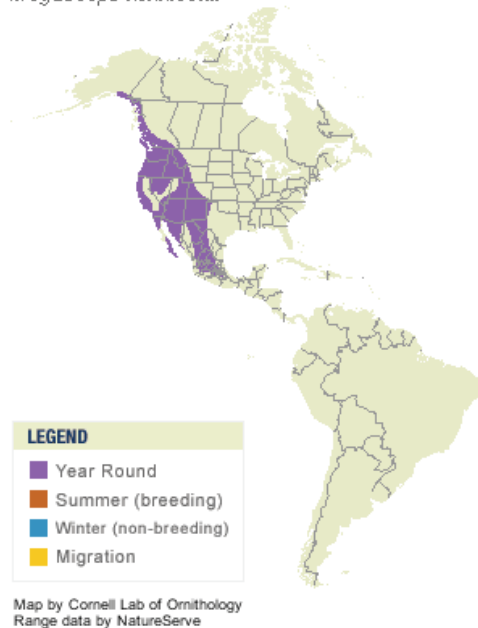 LEGEND
Year Round
Summer (breeding)
Winter (non-breeding)
Migration
Map by Cornell Lab of Ornithology
Range data by NatureServe